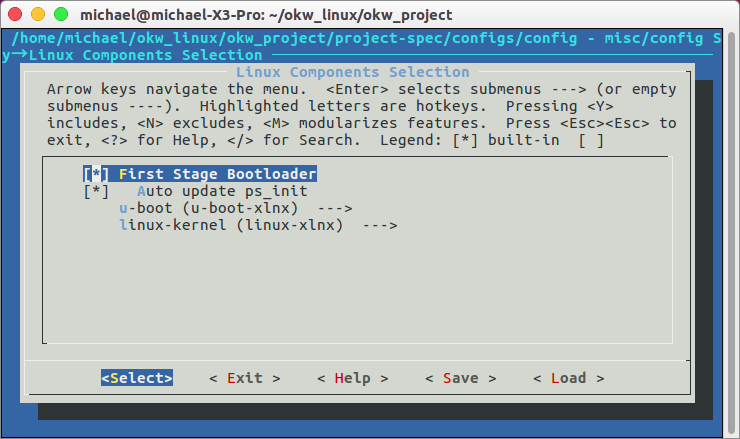 michael@michael-X3-Pro: ~/okw_linux/okw_project
/home/michael/okw_linux/okw_project/project-spec/configs/config - misc/config S
y→Linux Components Selection
Linux Components Selection
Arrow keys navigate the menu.  <Enter> selects submenus ---> (or empty
submenus ----).  Highlighted letters are hotkeys.  Pressing <Y>
includes, <N> excludes, <M> modularizes features.  Press <Esc><Esc> to
exit, <?> for Help, </> for Search.  Legend: [*] built-in  [ ]
[*] First Stage Bootloader
[*]   Auto update ps_init
u-boot (u-boot-xlnx)  --->
linux-kernel (linux-xlnx)  --->
<Select>    < Exit >    < Help >    < Save >    < Load >